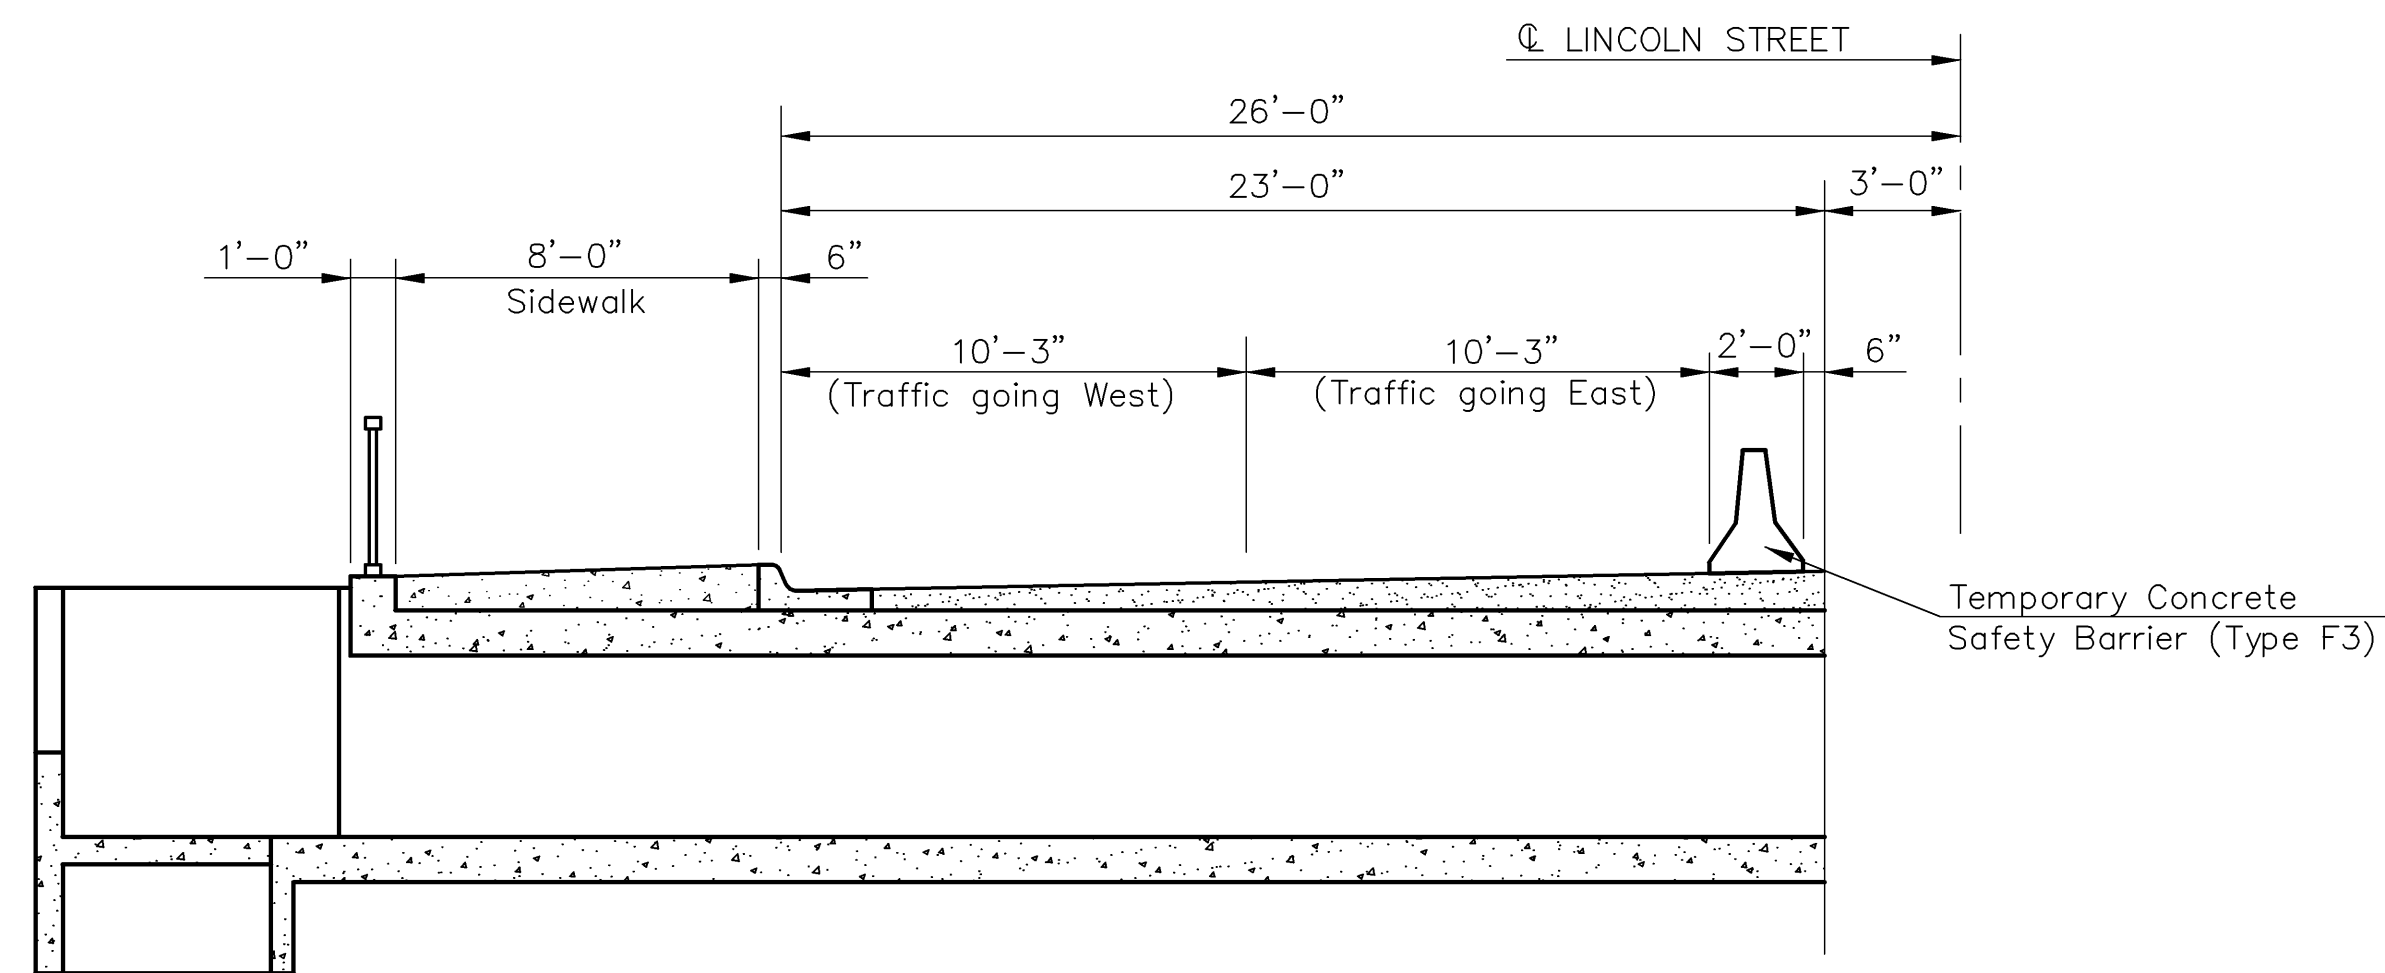 ℄ LINCOLN STREET
26'-0"
23'-0"
3'-0"
1'-0"
8'-0"
6"
Sidewalk
10'-3"
10'-3"
2'-0"
6"
(Traffic going West)
(Traffic going East)
Temporary Concrete
Safety Barrier (Type F3)